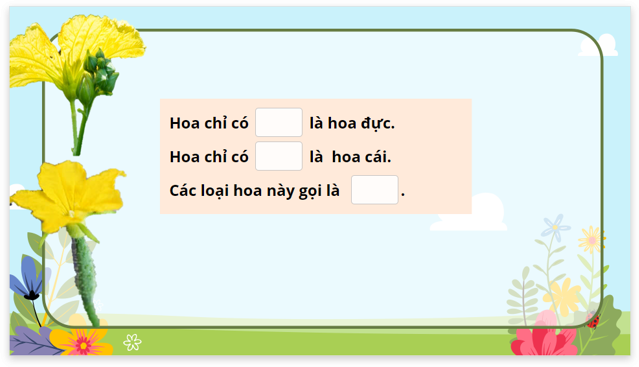 Hoa chỉ có là hoa đực.
Hoa chỉ có là hoa cái.
Các loại hoa này gọi là .